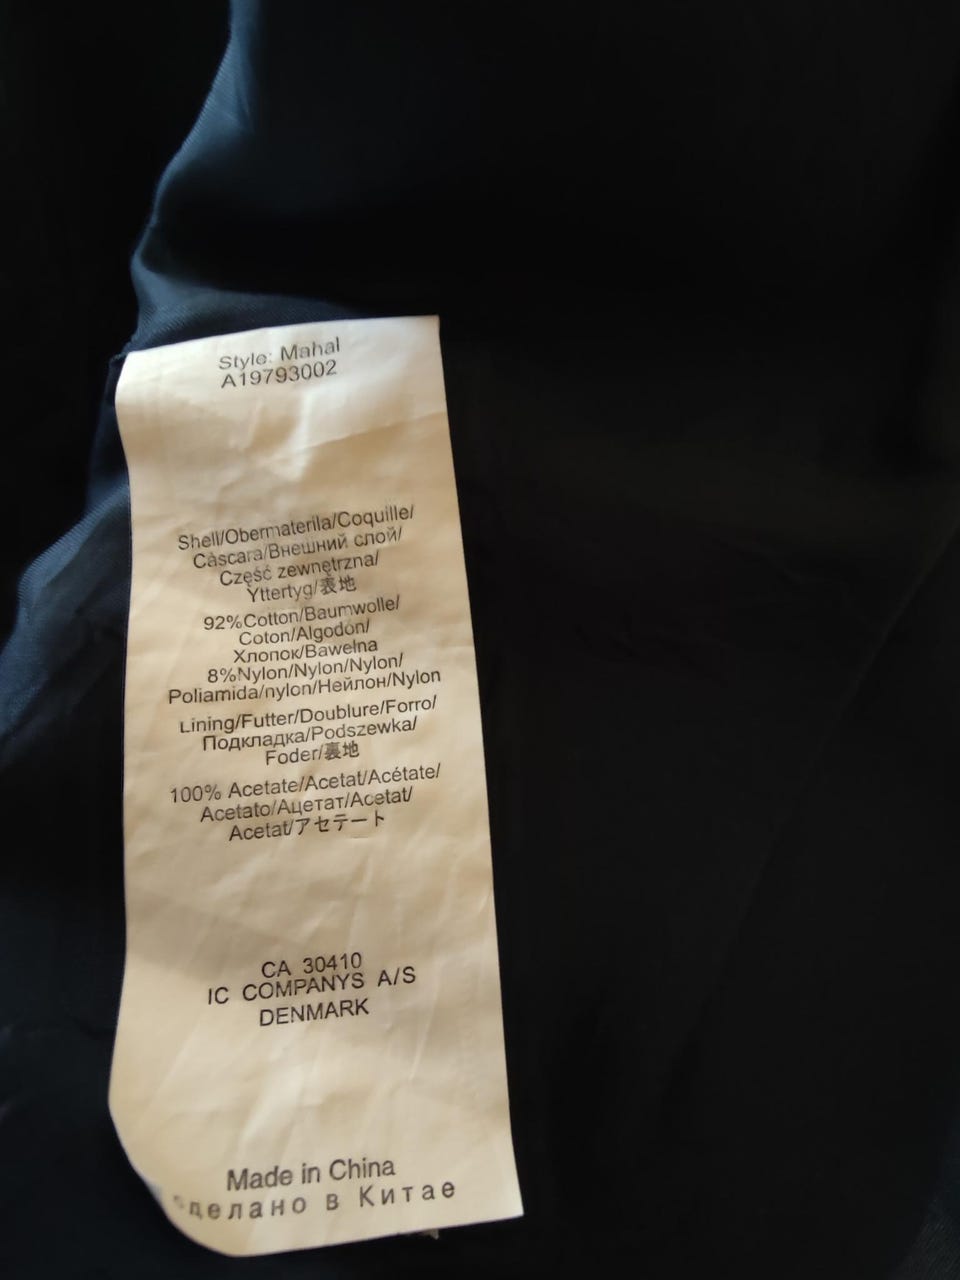 Style: Mahal
A19793002
Shell/Obermaterila/Coquille/
Càscara/Внешний слой/
Część zewnętrzna/
Yttertyg/表地
92%Cotton/Baumwolle/
Coton/Algodón/
Хлопок/Bawełna
8%Nylon/Nylon/Nylon/
Poliamida/nylon/Нейлон/Nylon
Lining/Futter/Doublure/Forro/
Подкладка/Podszewka/
Foder/裏地
100% Acetate/Acetat/Acétate/
Acetato/Ацетат/Acetat/
Acetat/アセテート
CA 30410
IC COMPANYS A/S
DENMARK
Made in China
сделано в Китае